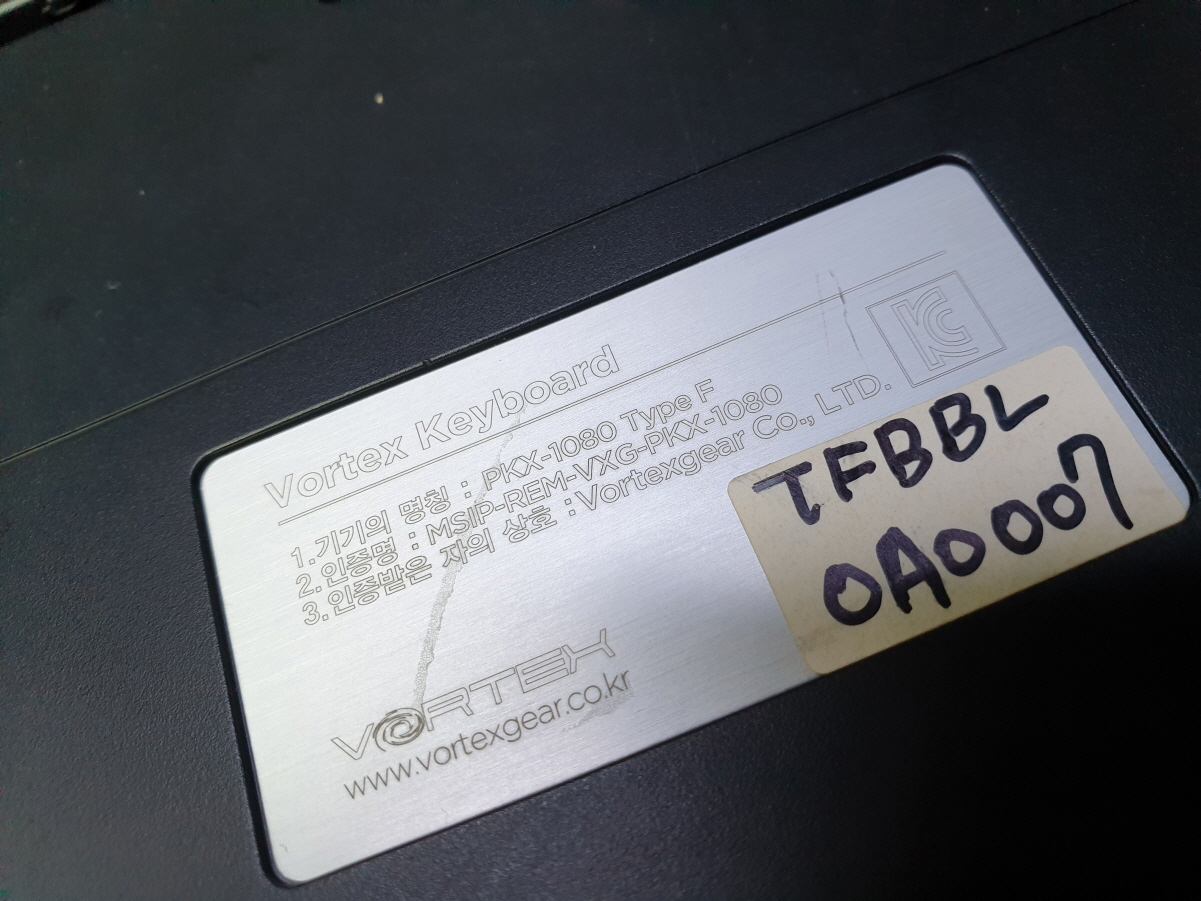 Vortex Keyboard
1. 기기의 명칭 : PKX-1080 Type F
2. 인증명 : MSIP-REM-VXG-PKX-1080
3. 인증받은 자의 상호 : Vortexgear Co., LTD.
KC
TFBBL
0A0007
VORTEX
www.vortexgear.co.kr